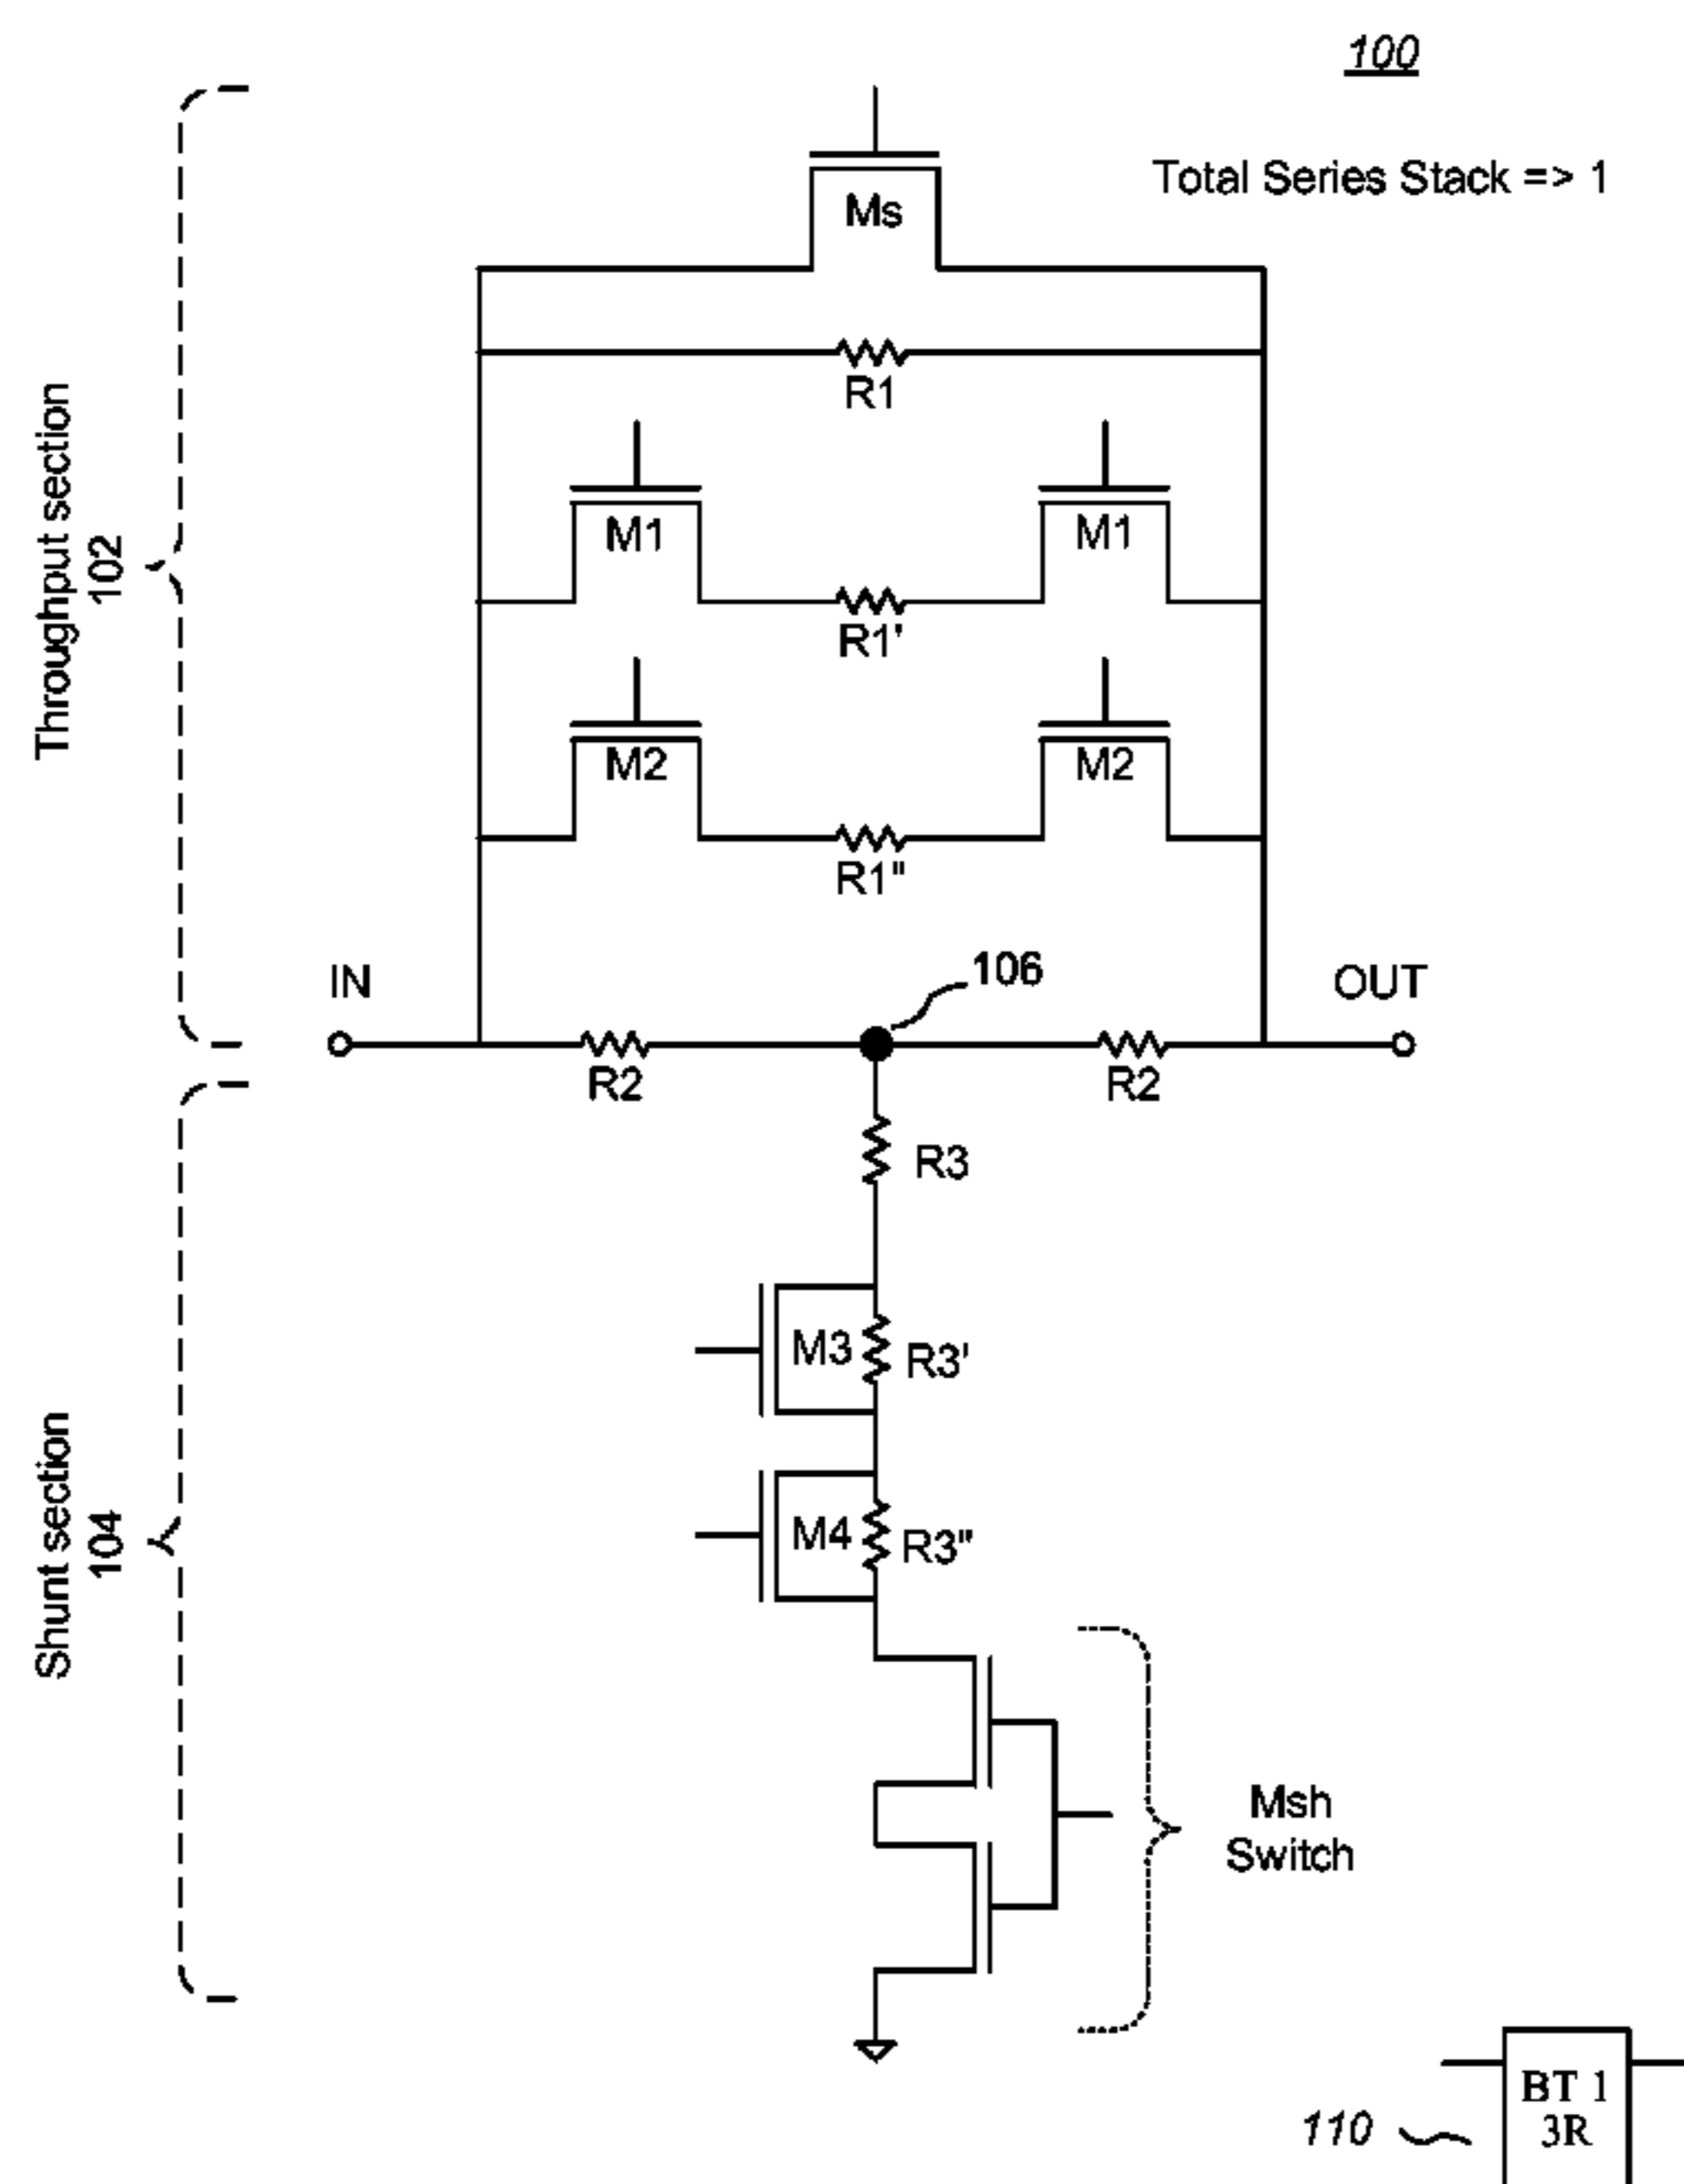 100
Total Series Stack => 1
Ms
R1
M1
M1
R1'
M2
M2
R1"
Throughput section
102
IN
106
OUT
R2
R2
R3
M3
R3'
M4
R3"
Shunt section
104
Msh
Switch
BT 1
3R
110